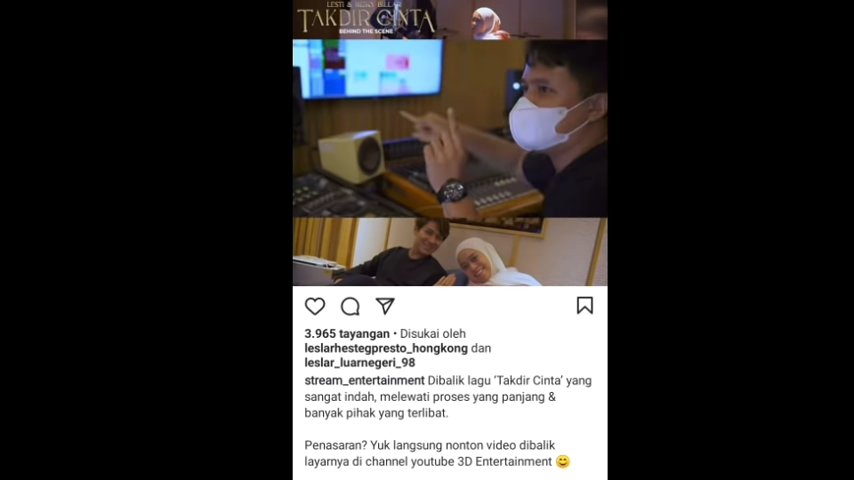 LESTI & RIZKY BILLAR
TAKDIR CINTA
BEHIND THE SCENE
3.965 tayangan • Disukai oleh
leslarhestegpresto_hongkong dan
leslar_luarnegeri_98
stream_entertainment Dibalik lagu ‘Takdir Cinta’ yang
sangat indah, melewati proses yang panjang &
banyak pihak yang terlibat.
Penasaran? Yuk langsung nonton video dibalik
layarnya di channel youtube 3D Entertainment 😊